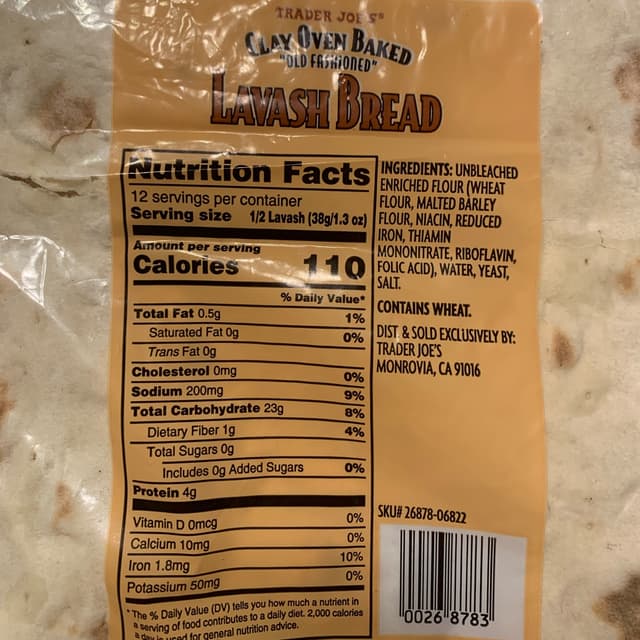 TRADER JOE'S®
CLAY OVEN BAKED
"OLD FASHIONED"
LAVASH BREAD
Nutrition Facts
12 servings per container
Serving size 1/2 Lavash (38g/1.3 oz)
Amount per serving
Calories 110
% Daily Value*
Total Fat 0.5g 1%
Saturated Fat 0g 0%
Trans Fat 0g
Cholesterol 0mg 0%
Sodium 200mg 9%
Total Carbohydrate 23g 8%
Dietary Fiber 1g 4%
Total Sugars 0g
Includes 0g Added Sugars 0%
Protein 4g
Vitamin D 0mcg 0%
Calcium 10mg 0%
Iron 1.8mg 10%
Potassium 50mg 0%
* The % Daily Value (DV) tells you how much a nutrient in
a serving of food contributes to a daily diet. 2,000 calories
a day is used for general nutrition advice.
INGREDIENTS: UNBLEACHED
ENRICHED FLOUR (WHEAT
FLOUR, MALTED BARLEY
FLOUR, NIACIN, REDUCED
IRON, THIAMIN
MONONITRATE, RIBOFLAVIN,
FOLIC ACID), WATER, YEAST,
SALT.
CONTAINS WHEAT.
DIST & SOLD EXCLUSIVELY BY:
TRADER JOE'S
MONROVIA, CA 91016
SKU# 26878-06822
0026 8783